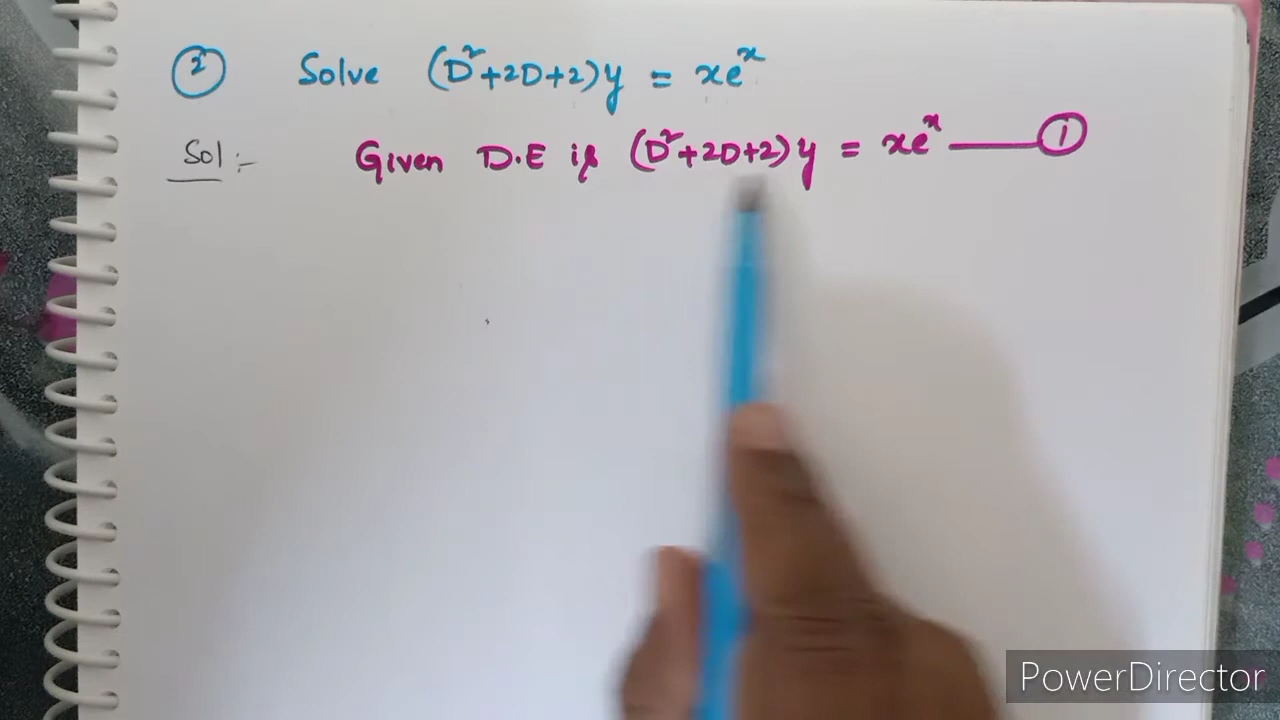 ② Solve (D²+2D+2)y = xeˣ
Sol :- Given D.E is (D²+2D+2)y = xeˣ —— ①
PowerDirector